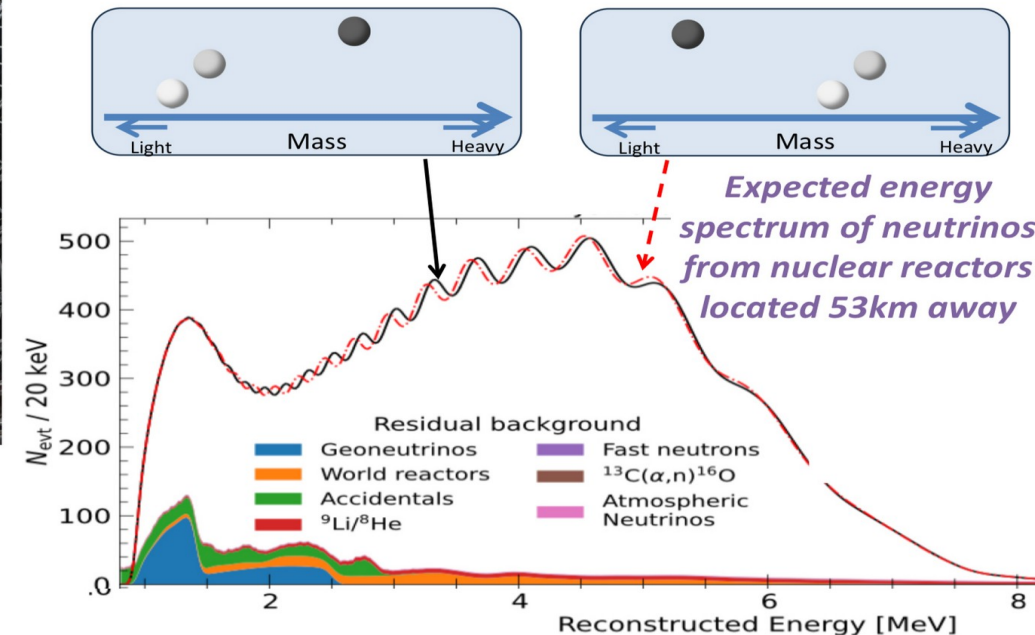 Light Mass Heavy
Light Mass Heavy
Expected energy
spectrum of neutrinos
from nuclear reactors
located 53km away
N_evt / 20 keV
500
400
300
200
100
0
Residual background
Geoneutrinos
World reactors
Accidentals
⁹Li/⁸He
Fast neutrons
¹³C(α,n)¹⁶O
Atmospheric
Neutrinos
2 4 6 8
Reconstructed Energy [MeV]